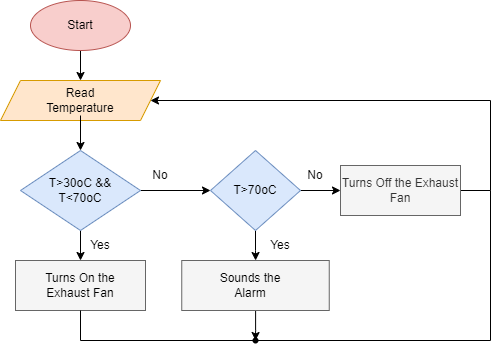 Start
Read
Temperature
T>30oC &&
T<70oC
No
T>70oC
No
Turns Off the Exhaust
Fan
Yes
Yes
Turns On the
Exhaust Fan
Sounds the
Alarm